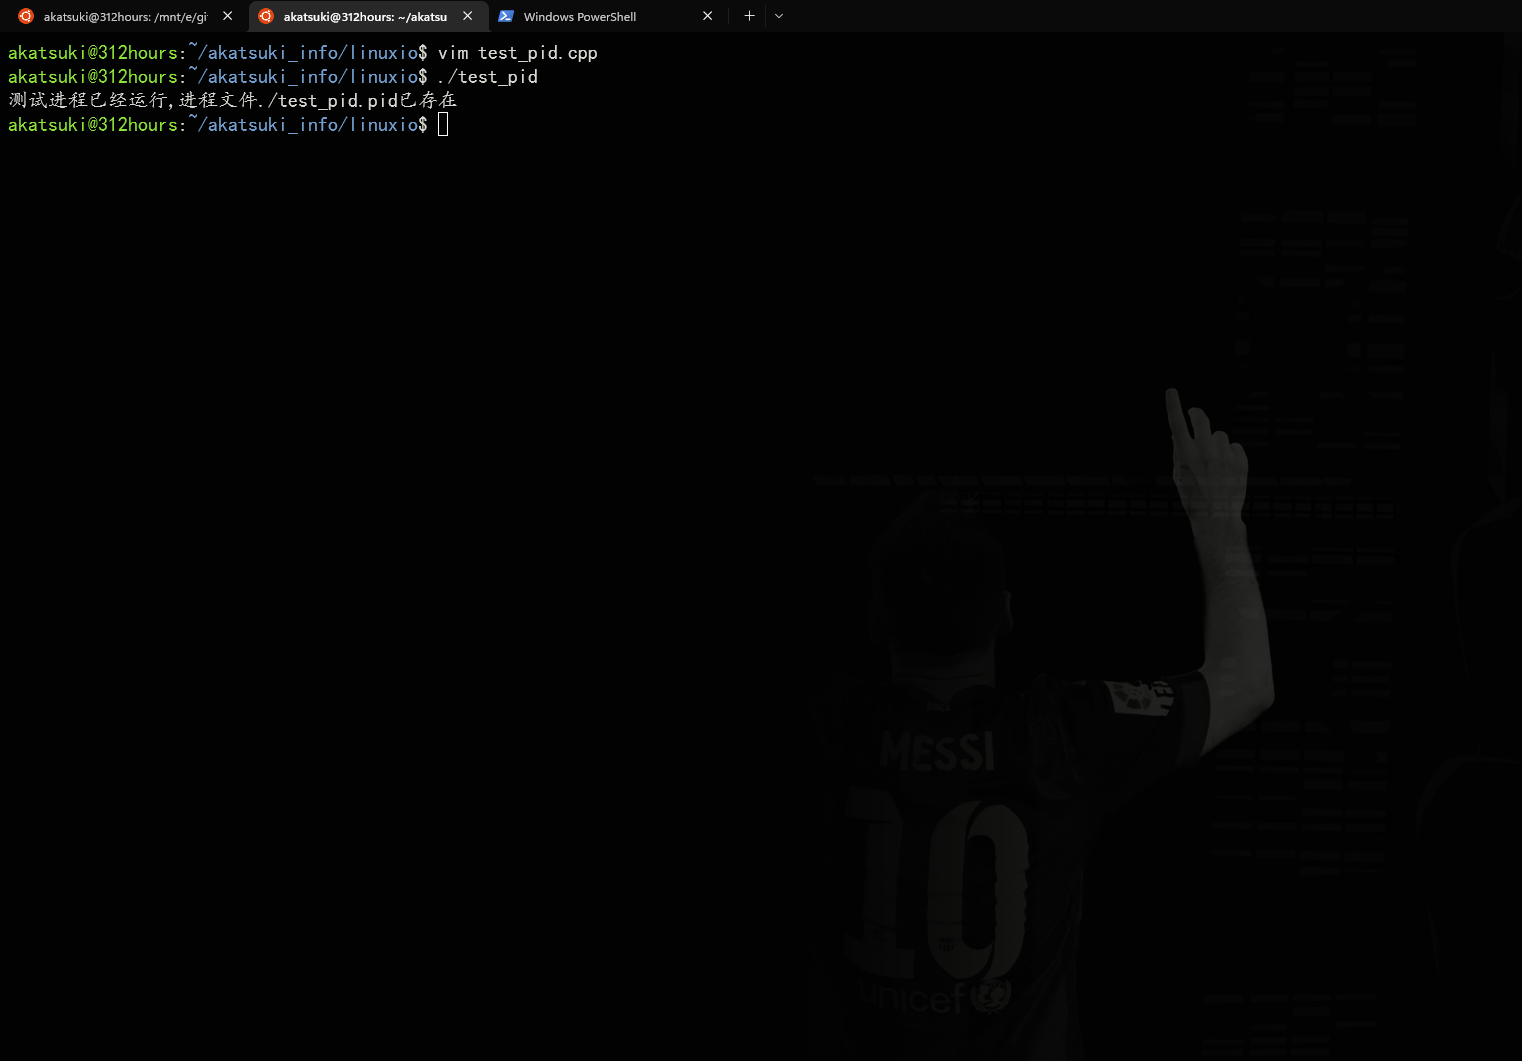 akatsuki@312hours: /mnt/e/gi
akatsuki@312hours: ~/akatsu
Windows PowerShell
akatsuki@312hours:~/akatsuki_info/linuxio$ vim test_pid.cpp
akatsuki@312hours:~/akatsuki_info/linuxio$ ./test_pid
测试进程已经运行,进程文件./test_pid.pid已存在
akatsuki@312hours:~/akatsuki_info/linuxio$
MESSI
10
unicef